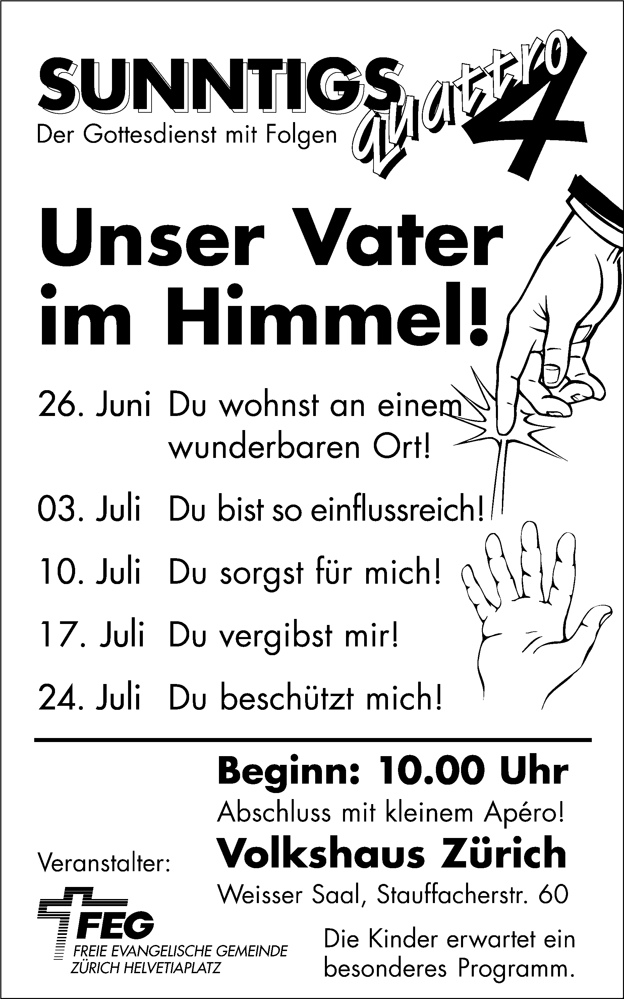 SUNNTIGS quattro 4
Der Gottesdienst mit Folgen
Unser Vater
im Himmel!
26. Juni Du wohnst an einem
wunderbaren Ort!
03. Juli Du bist so einflussreich!
10. Juli Du sorgst für mich!
17. Juli Du vergibst mir!
24. Juli Du beschützt mich!
Beginn: 10.00 Uhr
Abschluss mit kleinem Apéro!
Volkshaus Zürich
Weisser Saal, Stauffacherstr. 60
Die Kinder erwartet ein
besonderes Programm.
Veranstalter:
FEG
FREIE EVANGELISCHE GEMEINDE
ZÜRICH HELVETIAPLATZ